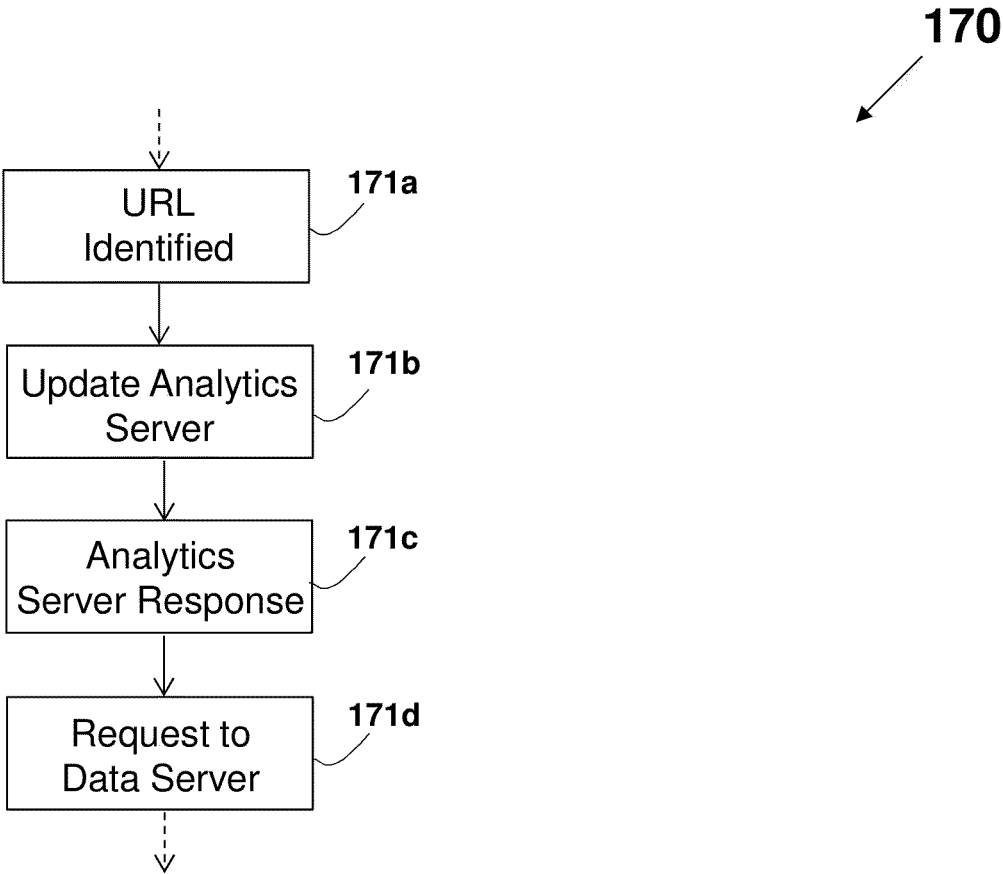 170
URL
Identified
171a
Update Analytics
Server
171b
Analytics
Server Response
171c
Request to
Data Server
171d